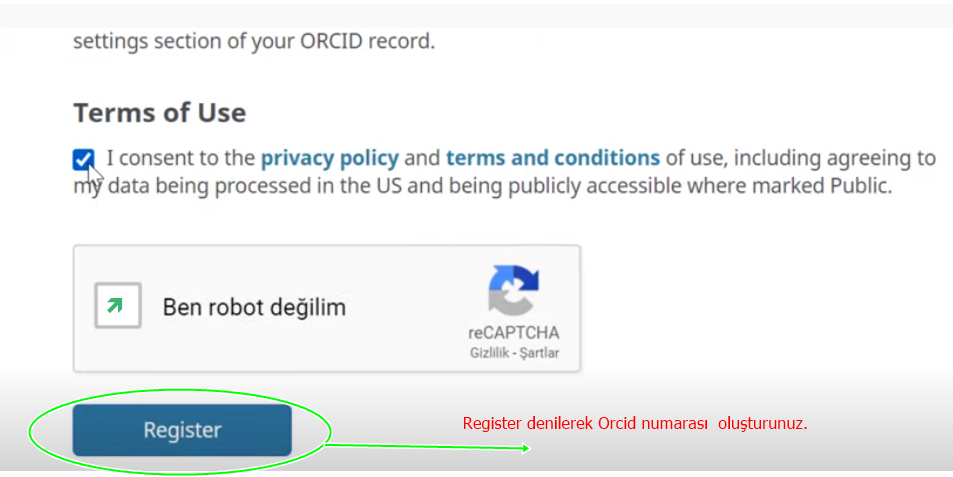 settings section of your ORCID record.
Terms of Use
I consent to the privacy policy and terms and conditions of use, including agreeing to
my data being processed in the US and being publicly accessible where marked Public.
Ben robot değilim
reCAPTCHA
Gizlilik - Şartlar
Register
Register denilerek Orcid numarası oluşturunuz.